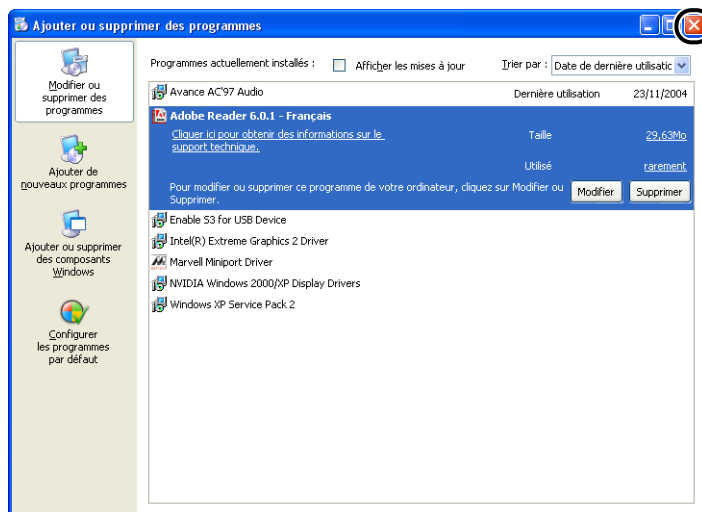 Ajouter ou supprimer des programmes
Modifier ou
supprimer des
programmes
Ajouter de
nouveaux programmes
Ajouter ou supprimer
des composants
Windows
Configurer
les programmes
par défaut
Programmes actuellement installés :
Afficher les mises à jour
Trier par :
Date de dernière utilisatic
Avance AC'97 Audio
Dernière utilisation
23/11/2004
Adobe Reader 6.0.1 - Français
Cliquer ici pour obtenir des informations sur le
support technique.
Taille
29,63Mo
Utilisé
rarement
Pour modifier ou supprimer ce programme de votre ordinateur, cliquez sur Modifier ou
Supprimer.
Modifier
Supprimer
Enable S3 for USB Device
Intel(R) Extreme Graphics 2 Driver
Marvell Miniport Driver
NVIDIA Windows 2000/XP Display Drivers
Windows XP Service Pack 2